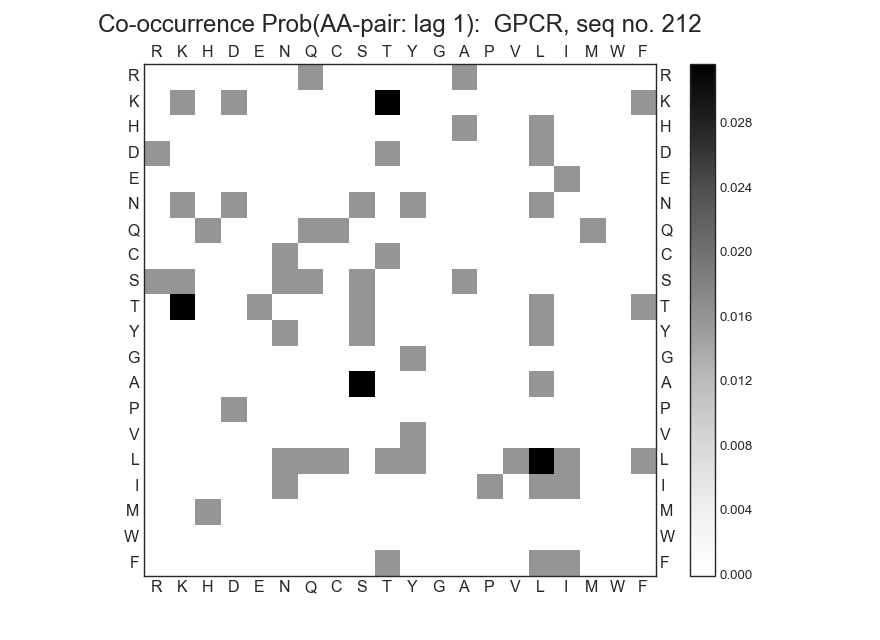 Co-occurrence Prob(AA-pair: lag 1):  GPCR, seq no. 212
R K H D E N Q C S T Y G A P V L I M W F
R R
K K
H H
0.028
D D
E E
0.024
N N
Q Q
C C
0.020
S S
T T
0.016
Y Y
G G
A A
0.012
P P
V V
0.008
L L
I I
M M
0.004
W W
F F
0.000
R K H D E N Q C S T Y G A P V L I M W F